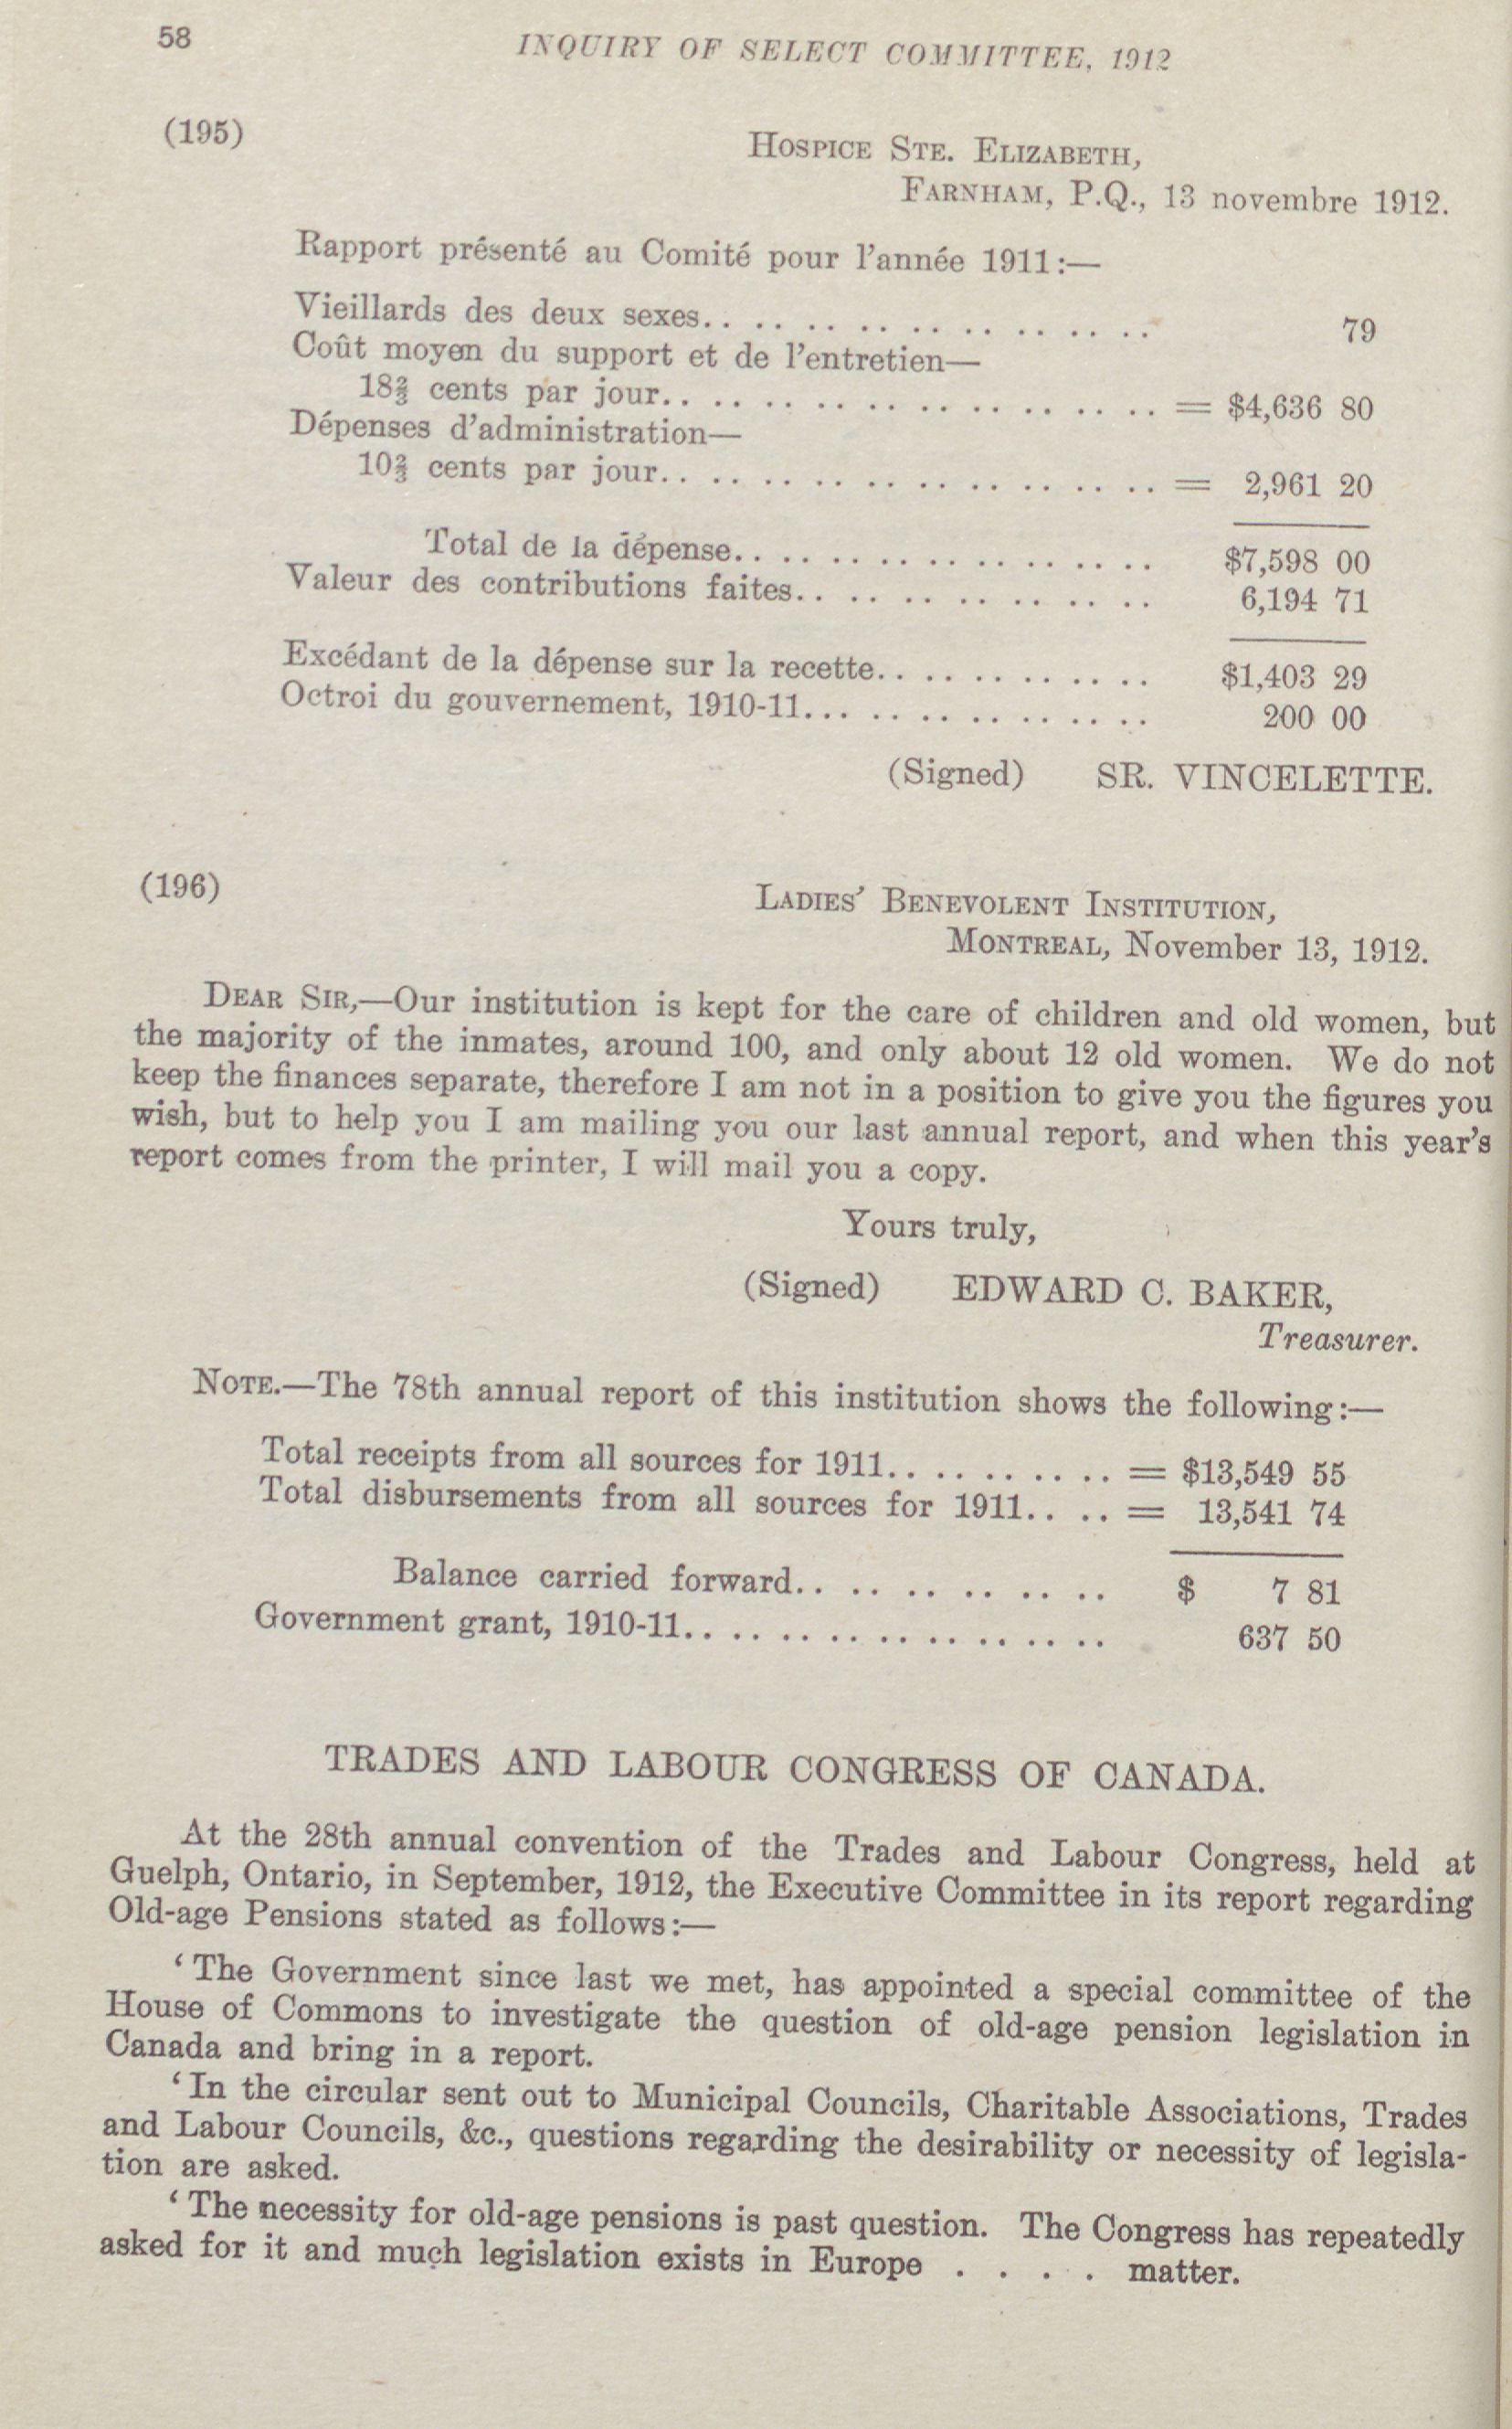 58
INQUIRY OF SELECT COMMITTEE, 1912
(195)
HOSPICE STE. ELIZABETH,
FARNHAM, P.Q., 13 novembre 1912.
Rapport présenté au Comité pour l'année 1911:—
Vieillards des deux sexes.. .. .. .. .. .. .. .. .. 79
Coût moyen du support et de l'entretien—
18⅔ cents par jour.. .. .. .. .. .. .. .. .. .. = $4,636 80
Dépenses d'administration—
10⅔ cents par jour.. .. .. .. .. .. .. .. .. .. = 2,961 20
Total de la dépense.. .. .. .. .. .. .. .. .. $7,598 00
Valeur des contributions faites.. .. .. .. .. .. .. 6,194 71
Excédant de la dépense sur la recette.. .. .. .. .. .. $1,403 29
Octroi du gouvernement, 1910-11... .. .. .. .. .. .. 200 00
(Signed) SR. VINCELETTE.
(196)
LADIES' BENEVOLENT INSTITUTION,
MONTREAL, November 13, 1912.
DEAR SIR,—Our institution is kept for the care of children and old women, but
the majority of the inmates, around 100, and only about 12 old women. We do not
keep the finances separate, therefore I am not in a position to give you the figures you
wish, but to help you I am mailing you our last annual report, and when this year's
report comes from the printer, I will mail you a copy.
Yours truly,
(Signed) EDWARD C. BAKER,
Treasurer.
NOTE.—The 78th annual report of this institution shows the following:—
Total receipts from all sources for 1911.. .. .. .. .. = $13,549 55
Total disbursements from all sources for 1911.. .. = 13,541 74
Balance carried forward.. .. .. .. .. .. $ 7 81
Government grant, 1910-11.. .. .. .. .. .. .. .. .. 637 50
TRADES AND LABOUR CONGRESS OF CANADA.
At the 28th annual convention of the Trades and Labour Congress, held at
Guelph, Ontario, in September, 1912, the Executive Committee in its report regarding
Old-age Pensions stated as follows:—
'The Government since last we met, has appointed a special committee of the
House of Commons to investigate the question of old-age pension legislation in
Canada and bring in a report.
'In the circular sent out to Municipal Councils, Charitable Associations, Trades
and Labour Councils, &c., questions regarding the desirability or necessity of legisla-
tion are asked.
'The necessity for old-age pensions is past question. The Congress has repeatedly
asked for it and much legislation exists in Europe . . . . matter.